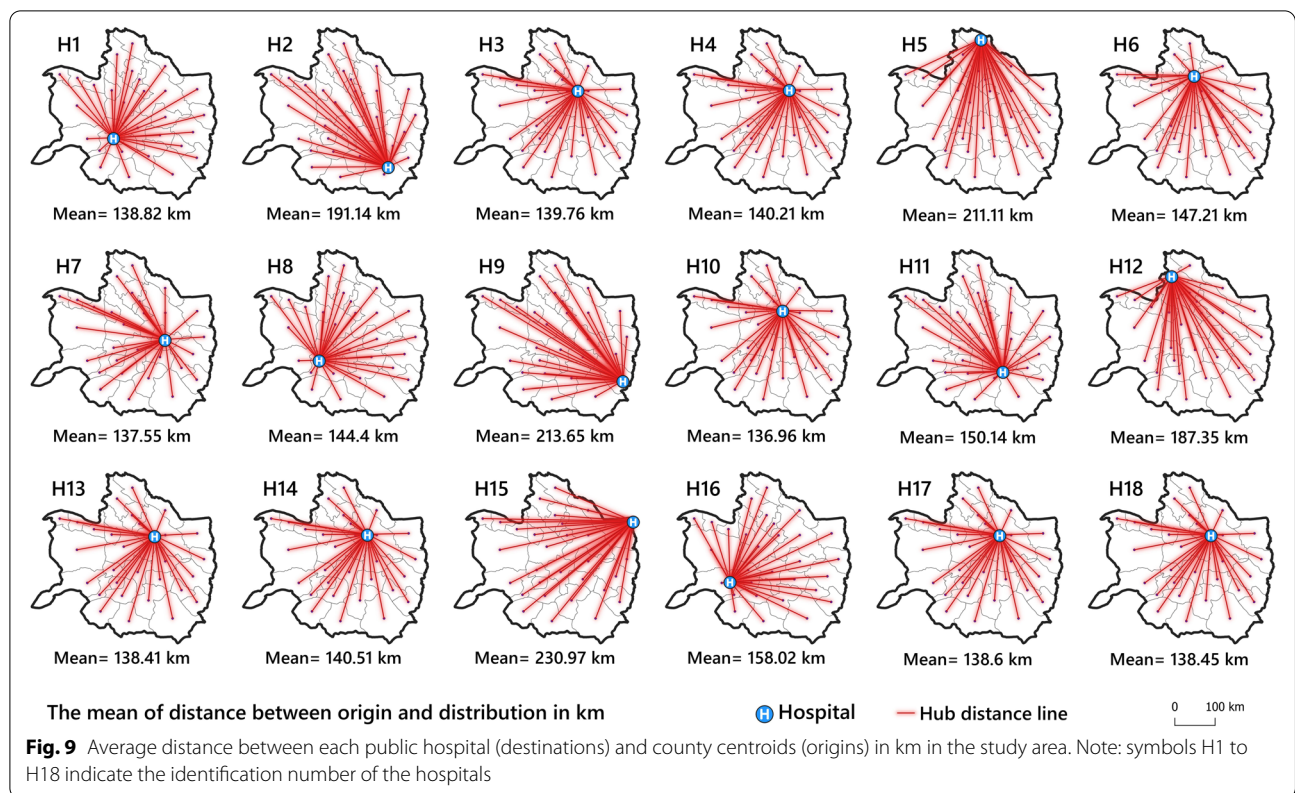 H1 H2 H3 H4 H5 H6
H H H H H H
Mean= 138.82 km Mean= 191.14 km Mean= 139.76 km Mean= 140.21 km Mean= 211.11 km Mean= 147.21 km
H7 H8 H9 H10 H11 H12
H H H H H H
Mean= 137.55 km Mean= 144.4 km Mean= 213.65 km Mean= 136.96 km Mean= 150.14 km Mean= 187.35 km
H13 H14 H15 H16 H17 H18
H H H H H H
Mean= 138.41 km Mean= 140.51 km Mean= 230.97 km Mean= 158.02 km Mean= 138.6 km Mean= 138.45 km
The mean of distance between origin and distribution in km H Hospital Hub distance line 0 100 km
Fig. 9 Average distance between each public hospital (destinations) and county centroids (origins) in km in the study area. Note: symbols H1 to
H18 indicate the identification number of the hospitals